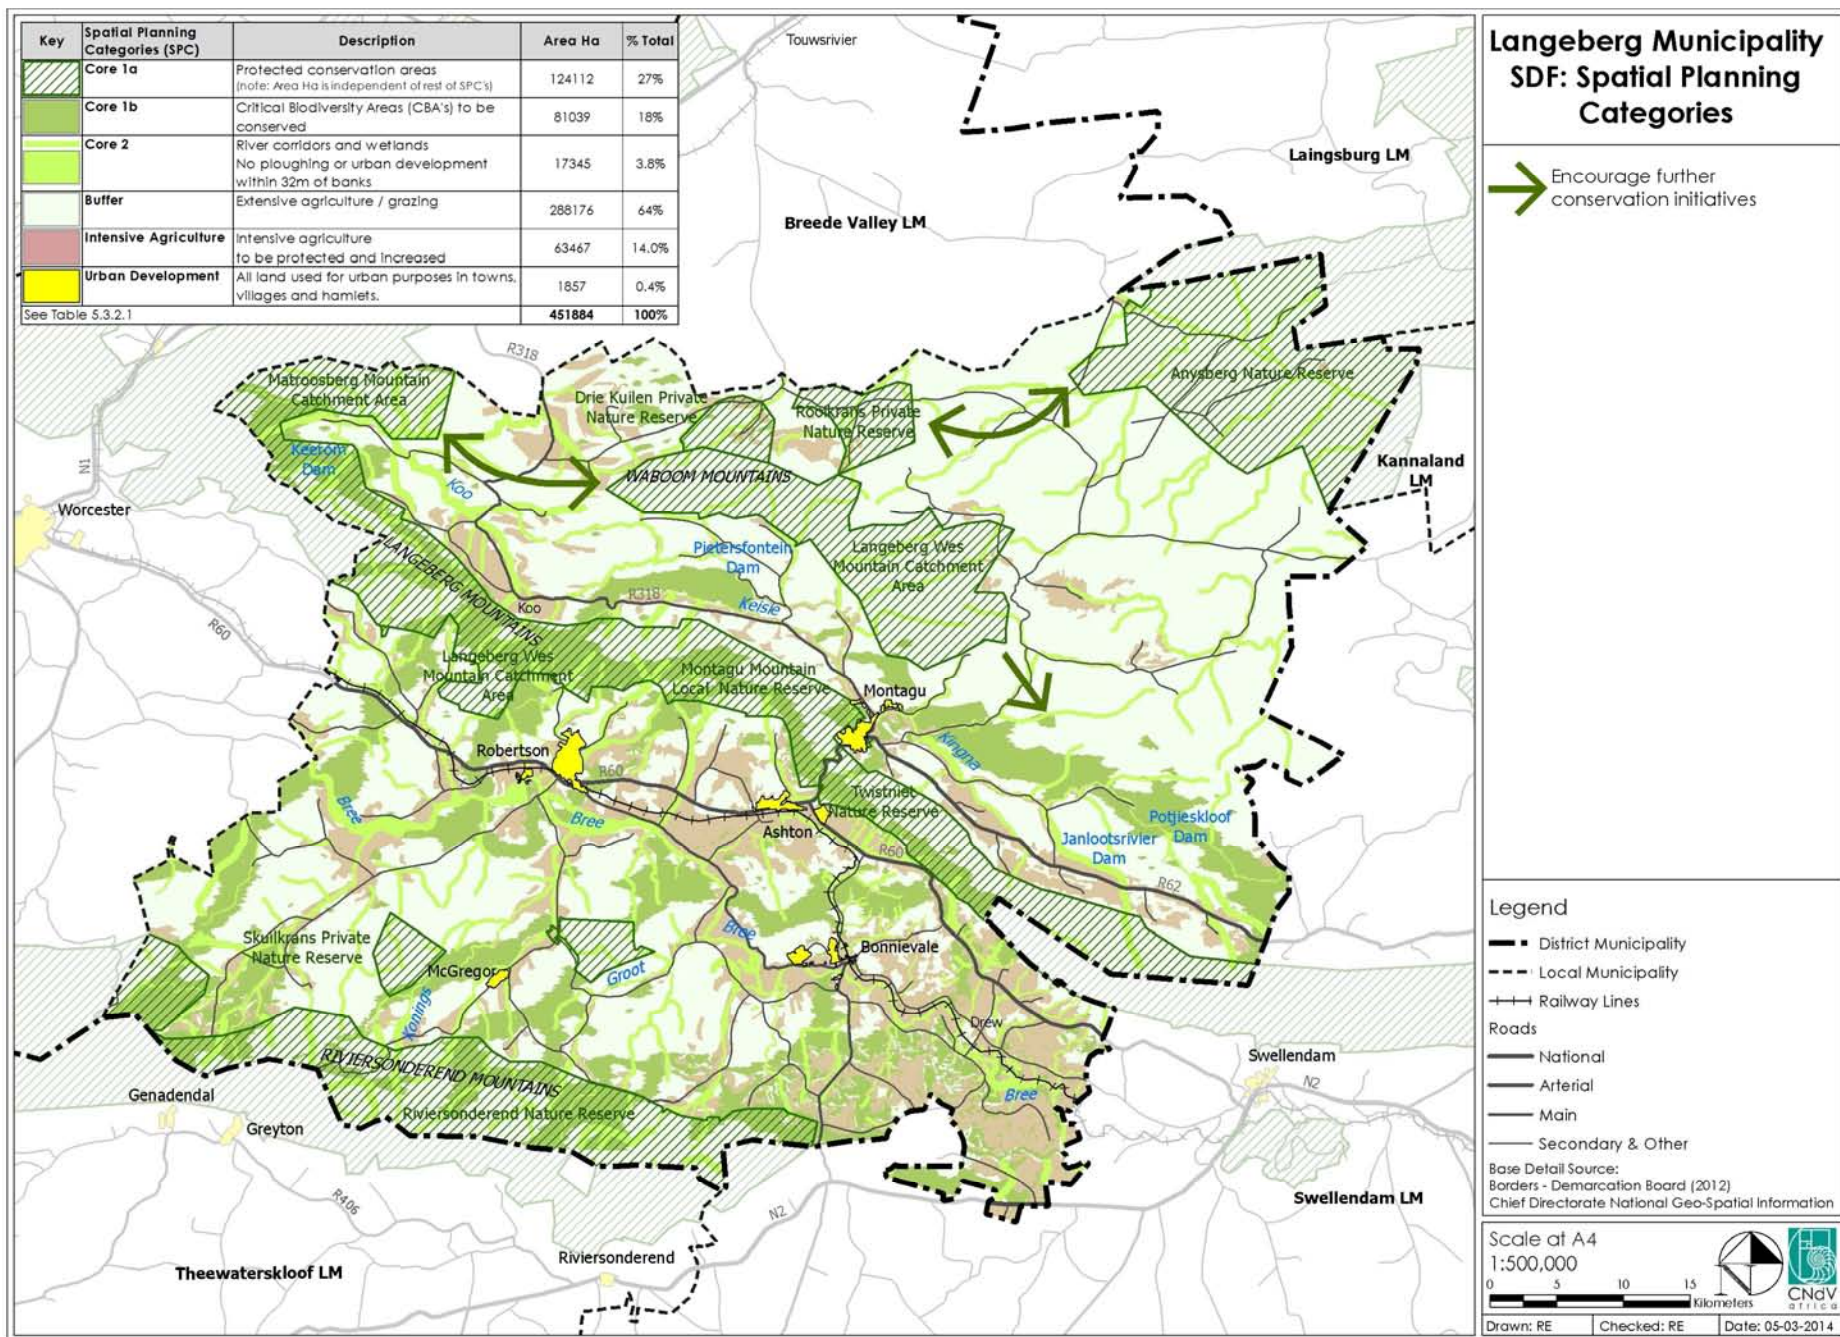 Key
Spatial Planning
Categories (SPC)
Description
Area Ha
% Total
Core 1a
Protected conservation areas
(note: Area Ha is independent of rest of SPC's)
124112
27%
Core 1b
Critical Biodiversity Areas (CBA's) to be
conserved
81039
18%
Core 2
River corridors and wetlands
No ploughing or urban development
within 32m of banks
17345
3.8%
Buffer
Extensive agriculture / grazing
288176
64%
Intensive Agriculture
Intensive agriculture
to be protected and increased
63467
14.0%
Urban Development
All land used for urban purposes in towns,
villages and hamlets.
1857
0.4%
See Table 5.3.2.1
451884
100%
Touwsrivier
Laingsburg LM
Breede Valley LM
R318
Matroosberg Mountain
Catchment Area
Drie Kuilen Private
Nature Reserve
Rooikrans Private
Nature Reserve
Anysberg Nature Reserve
Keerom
Dam
N1
Koo
WABOOM MOUNTAINS
Kannaland
LM
Worcester
LANGEBERG MOUNTAINS
Pietersfontein
Dam
Langeberg Wes
Mountain Catchment
Area
R318
Keisie
Koo
R60
Langeberg Wes
Mountain Catchment
Area
Montagu Mountain
Local Nature Reserve
Montagu
Robertson
R60
Kingna
Bree
Bree
Twistniet
Nature Reserve
Ashton
R60
Janlootsrivier
Dam
Potjieskloof
Dam
R62
Skuilkrans Private
Nature Reserve
McGregor
Konings
Groot
Bree
Bonnievale
Drew
Bree
RIVIERSONDEREND MOUNTAINS
Riviersonderend Nature Reserve
Genadendal
Greyton
Swellendam
N2
R406
N2
Riviersonderend
Theewaterskloof LM
Swellendam LM
Langeberg Municipality
SDF: Spatial Planning
Categories
Encourage further
conservation initiatives
Legend
District Municipality
Local Municipality
Railway Lines
Roads
National
Arterial
Main
Secondary & Other
Base Detail Source:
Borders - Demarcation Board (2012)
Chief Directorate National Geo-Spatial Information
Scale at A4
1:500,000
0 5 10 15
Kilometers
CNdV
africa
Drawn: RE
Checked: RE
Date: 05-03-2014